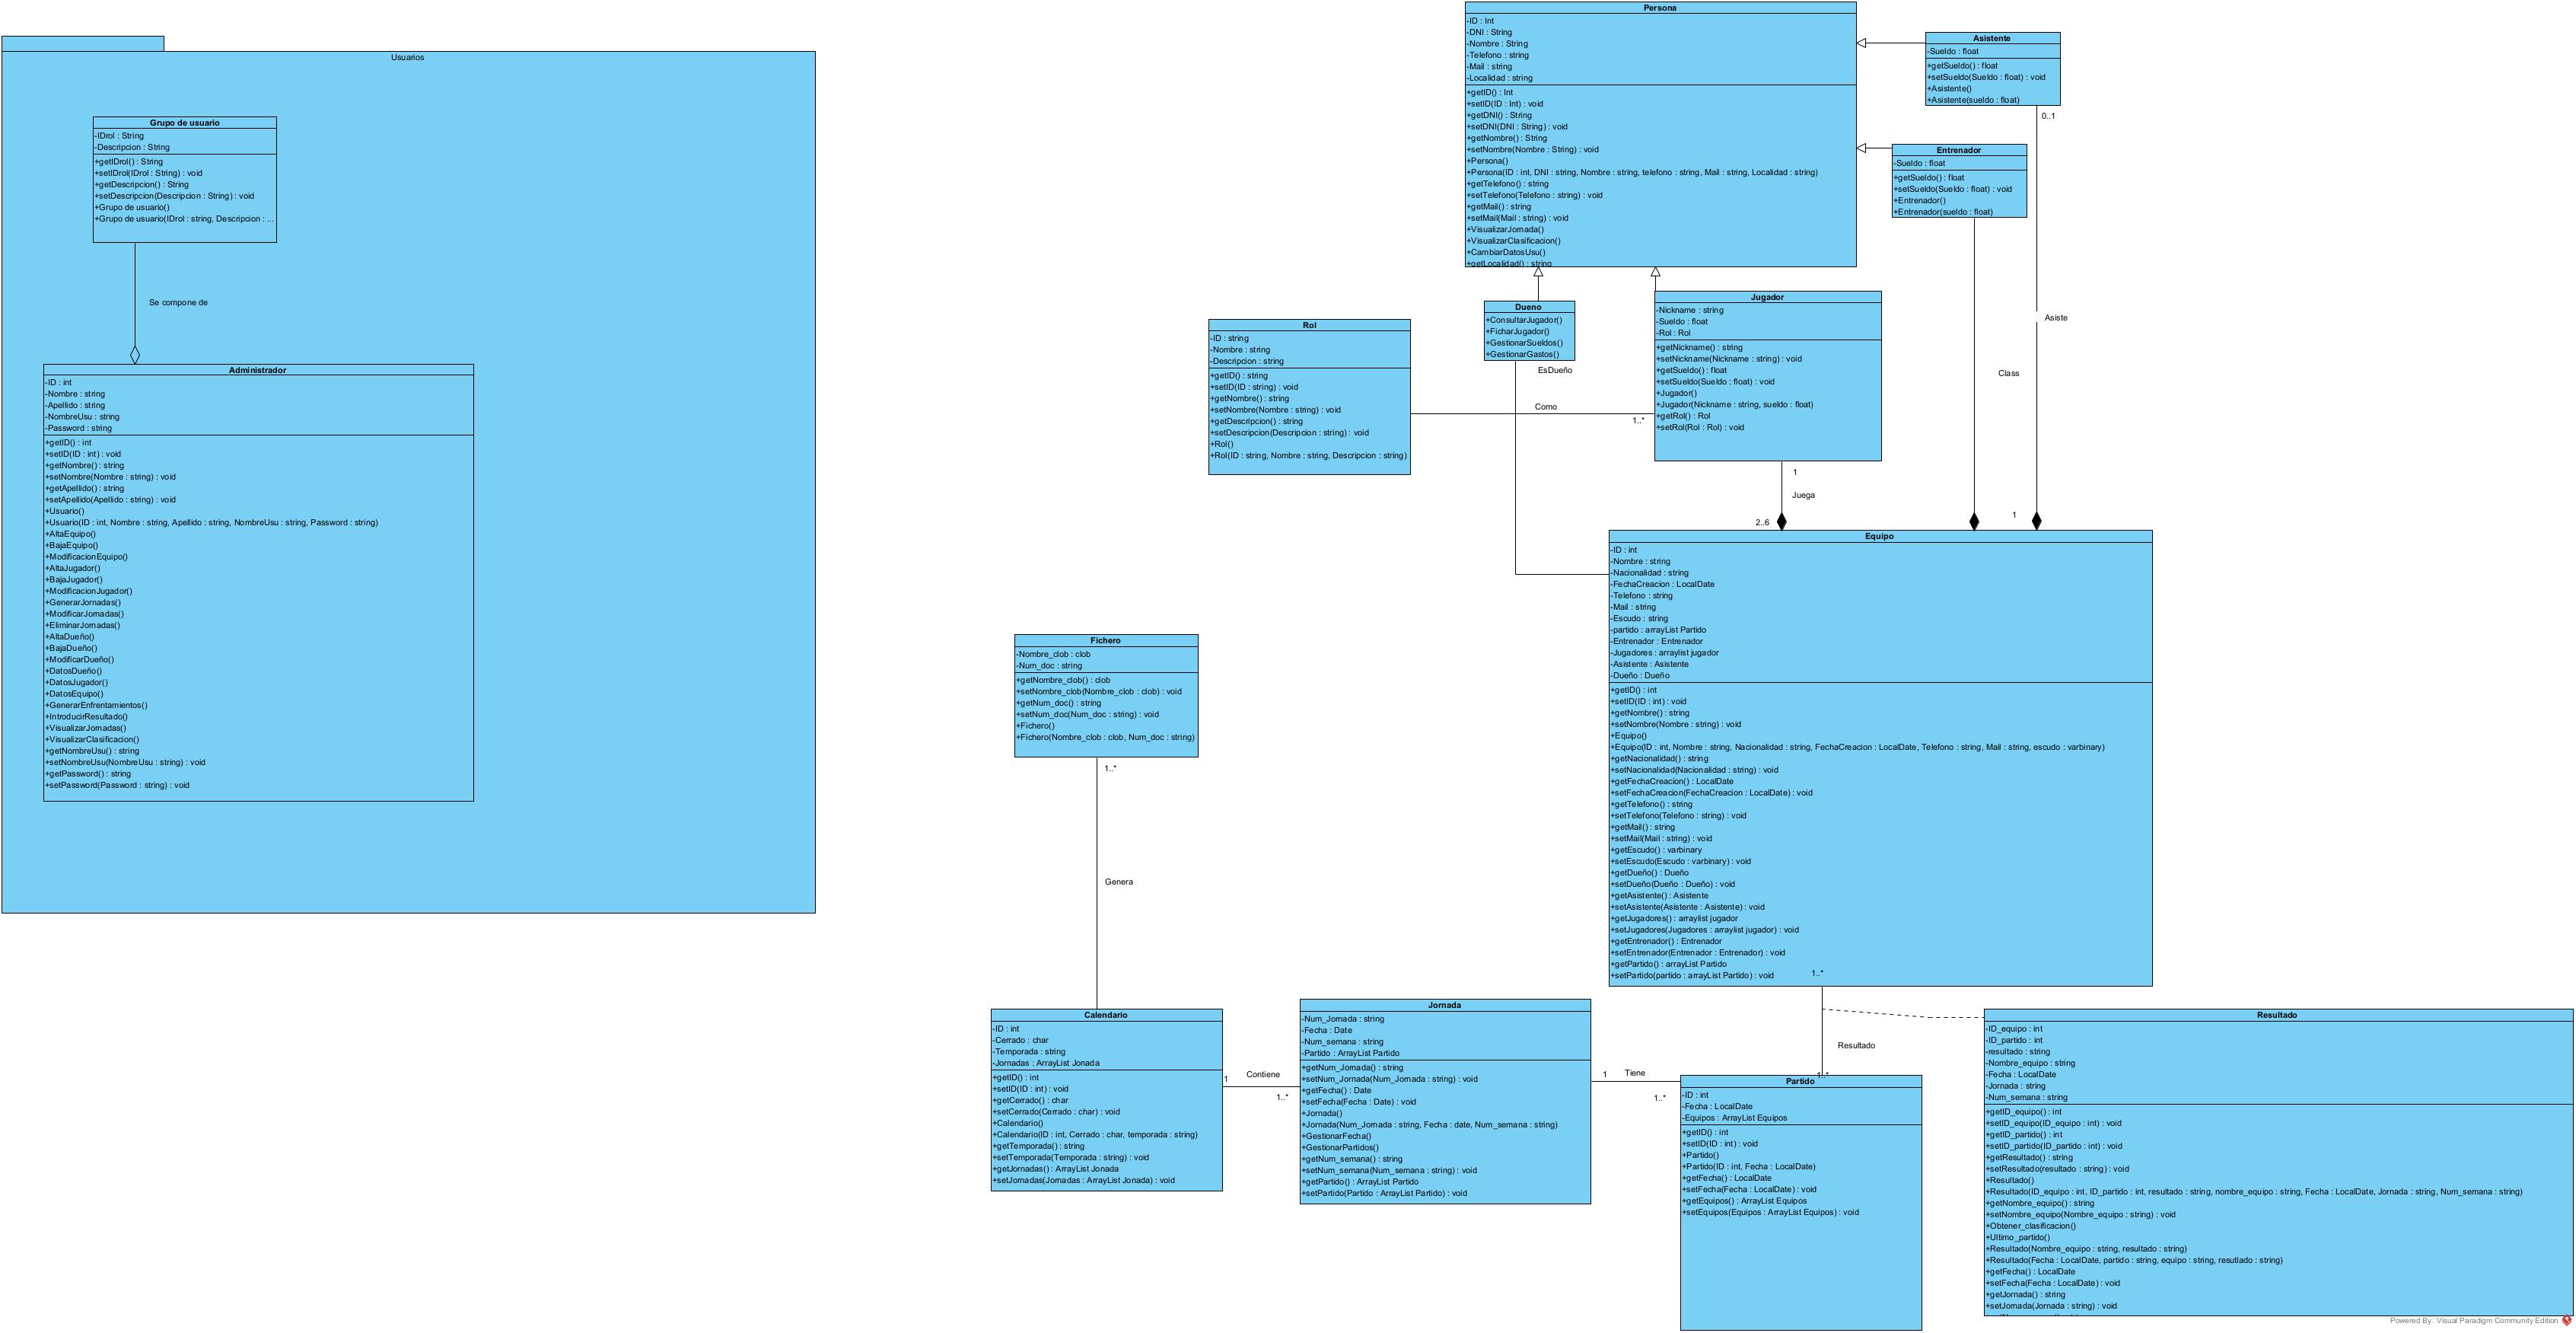 Usuarios
Grupo de usuario
-IDrol : String
-Descripcion : String
+getIDrol() : String
+setIDrol(IDrol : String) : void
+getDescripcion() : String
+setDescripcion(Descripcion : String) : void
+Grupo de usuario()
+Grupo de usuario(IDrol : string, Descripcion : ...
Se compone de
Administrador
-ID : int
-Nombre : string
-Apellido : string
-NombreUsu : string
-Password : string
+getID() : int
+setID(ID : int) : void
+getNombre() : string
+setNombre(Nombre : string) : void
+getApellido() : string
+setApellido(Apellido : string) : void
+Usuario()
+Usuario(ID : int, Nombre : string, Apellido : string, NombreUsu : string, Password : string)
+AltaEquipo()
+BajaEquipo()
+ModificacionEquipo()
+AltaJugador()
+BajaJugador()
+ModificacionJugador()
+GenerarJornadas()
+ModificarJornadas()
+EliminarJornadas()
+AltaDueño()
+BajaDueño()
+ModificarDueño()
+DatosDueño()
+DatosJugador()
+DatosEquipo()
+GenerarEnfrentamientos()
+IntroducirResultado()
+VisualizarJornadas()
+VisualizarClasificacion()
+getNombreUsu() : string
+setNombreUsu(NombreUsu : string) : void
+getPassword() : string
+setPassword(Password : string) : void
Persona
-ID : Int
-DNI : String
-Nombre : String
-Telefono : string
-Mail : string
-Localidad : string
+getID() : Int
+setID(ID : Int) : void
+getDNI() : String
+setDNI(DNI : String) : void
+getNombre() : String
+setNombre(Nombre : String) : void
+Persona()
+Persona(ID : int, DNI : string, Nombre : string, telefono : string, Mail : string, Localidad : string)
+getTelefono() : string
+setTelefono(Telefono : string) : void
+getMail() : string
+setMail(Mail : string) : void
+VisualizarJornada()
+VisualizarClasificacion()
+CambiarDatosUsu()
+getLocalidad() : string
Asistente
-Sueldo : float
+getSueldo() : float
+setSueldo(Sueldo : float) : void
+Asistente()
+Asistente(sueldo : float)
0..1
Entrenador
-Sueldo : float
+getSueldo() : float
+setSueldo(Sueldo : float) : void
+Entrenador()
+Entrenador(sueldo : float)
Asiste
Class
Dueno
+ConsultarJugador()
+FicharJugador()
+GestionarSueldos()
+GestionarGastos()
EsDueño
Jugador
-Nickname : string
-Sueldo : float
-Rol : Rol
+getNickname() : string
+setNickname(Nickname : string) : void
+getSueldo() : float
+setSueldo(Sueldo : float) : void
+Jugador()
+Jugador(Nickname : string, sueldo : float)
+getRol() : Rol
+setRol(Rol : Rol) : void
Rol
-ID : string
-Nombre : string
-Descripcion : string
+getID() : string
+setID(ID : string) : void
+getNombre() : string
+setNombre(Nombre : string) : void
+getDescripcion() : string
+setDescripcion(Descripcion : string) : void
+Rol()
+Rol(ID : string, Nombre : string, Descripcion : string)
Como
1..*
1
Juega
2..6
1
Equipo
-ID : int
-Nombre : string
-Nacionalidad : string
-FechaCreacion : LocalDate
-Telefono : string
-Mail : string
-Escudo : string
-partido : arrayList Partido
-Entrenador : Entrenador
-Jugadores : arraylist jugador
-Asistente : Asistente
-Dueño : Dueño
+getID() : int
+setID(ID : int) : void
+getNombre() : string
+setNombre(Nombre : string) : void
+Equipo()
+Equipo(ID : int, Nombre : string, Nacionalidad : string, FechaCreacion : LocalDate, Telefono : string, Mail : string, escudo : varbinary)
+getNacionalidad() : string
+setNacionalidad(Nacionalidad : string) : void
+getFechaCreacion() : LocalDate
+setFechaCreacion(FechaCreacion : LocalDate) : void
+getTelefono() : string
+setTelefono(Telefono : string) : void
+getMail() : string
+setMail(Mail : string) : void
+getEscudo() : varbinary
+setEscudo(Escudo : varbinary) : void
+getDueño() : Dueño
+setDueño(Dueño : Dueño) : void
+getAsistente() : Asistente
+setAsistente(Asistente : Asistente) : void
+getJugadores() : arraylist jugador
+setJugadores(Jugadores : arraylist jugador) : void
+getEntrenador() : Entrenador
+setEntrenador(Entrenador : Entrenador) : void
+getPartido() : arrayList Partido
+setPartido(partido : arrayList Partido) : void
1..*
Fichero
-Nombre_clob : clob
-Num_doc : string
+getNombre_clob() : clob
+setNombre_clob(Nombre_clob : clob) : void
+getNum_doc() : string
+setNum_doc(Num_doc : string) : void
+Fichero()
+Fichero(Nombre_clob : clob, Num_doc : string)
1..*
Genera
Calendario
-ID : int
-Cerrado : char
-Temporada : string
-Jornadas : ArrayList Jonada
+getID() : int
+setID(ID : int) : void
+getCerrado() : char
+setCerrado(Cerrado : char) : void
+Calendario()
+Calendario(ID : int, Cerrado : char, temporada : string)
+getTemporada() : string
+setTemporada(Temporada : string) : void
+getJornadas() : ArrayList Jonada
+setJornadas(Jornadas : ArrayList Jonada) : void
1
Contiene
1..*
Jornada
-Num_Jornada : string
-Fecha : Date
-Num_semana : string
-Partido : ArrayList Partido
+getNum_Jornada() : string
+setNum_Jornada(Num_Jornada : string) : void
+getFecha() : Date
+setFecha(Fecha : Date) : void
+Jornada()
+Jornada(Num_Jornada : string, Fecha : date, Num_semana : string)
+GestionarFecha()
+GestionarPartidos()
+getNum_semana() : string
+setNum_semana(Num_semana : string) : void
+getPartido() : ArrayList Partido
+setPartido(Partido : ArrayList Partido) : void
1
Tiene
1..*
Resultado
1..*
Partido
-ID : int
-Fecha : LocalDate
-Equipos : ArrayList Equipos
+getID() : int
+setID(ID : int) : void
+Partido()
+Partido(ID : int, Fecha : LocalDate)
+getFecha() : LocalDate
+setFecha(Fecha : LocalDate) : void
+getEquipos() : ArrayList Equipos
+setEquipos(Equipos : ArrayList Equipos) : void
Resultado
-ID_equipo : int
-ID_partido : int
-resultado : string
-Nombre_equipo : string
-Fecha : LocalDate
-Jornada : string
-Num_semana : string
+getID_equipo() : int
+setID_equipo(ID_equipo : int) : void
+getID_partido() : int
+setID_partido(ID_partido : int) : void
+getResultado() : string
+setResultado(resultado : string) : void
+Resultado()
+Resultado(ID_equipo : int, ID_partido : int, resultado : string, nombre_equipo : string, Fecha : LocalDate, Jornada : string, Num_semana : string)
+getNombre_equipo() : string
+setNombre_equipo(Nombre_equipo : string) : void
+Obtener_clasificacion()
+Ultimo_partido()
+Resultado(Nombre_equipo : string, resultado : string)
+Resultado(Fecha : LocalDate, partido : string, equipo : string, resutlado : string)
+getFecha() : LocalDate
+setFecha(Fecha : LocalDate) : void
+getJornada() : string
+setJornada(Jornada : string) : void
Powered By: Visual Paradigm Community Edition